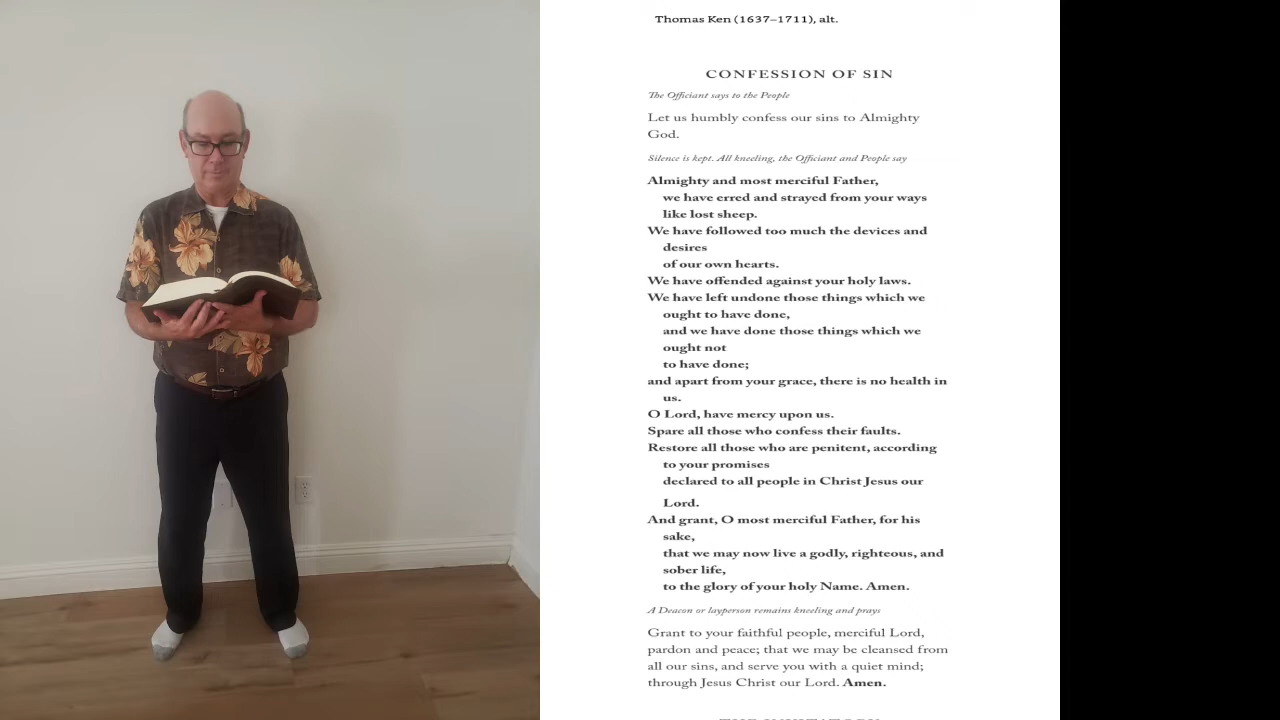 Thomas Ken (1637–1711), alt.
CONFESSION OF SIN
The Officiant says to the People
Let us humbly confess our sins to Almighty
God.
Silence is kept. All kneeling, the Officiant and People say
Almighty and most merciful Father,
we have erred and strayed from your ways
like lost sheep.
We have followed too much the devices and
desires
of our own hearts.
We have offended against your holy laws.
We have left undone those things which we
ought to have done,
and we have done those things which we
ought not
to have done;
and apart from your grace, there is no health in
us.
O Lord, have mercy upon us.
Spare all those who confess their faults.
Restore all those who are penitent, according
to your promises
declared to all people in Christ Jesus our
Lord.
And grant, O most merciful Father, for his
sake,
that we may now live a godly, righteous, and
sober life,
to the glory of your holy Name. Amen.
A Deacon or layperson remains kneeling and prays
Grant to your faithful people, merciful Lord,
pardon and peace; that we may be cleansed from
all our sins, and serve you with a quiet mind;
through Jesus Christ our Lord. Amen.